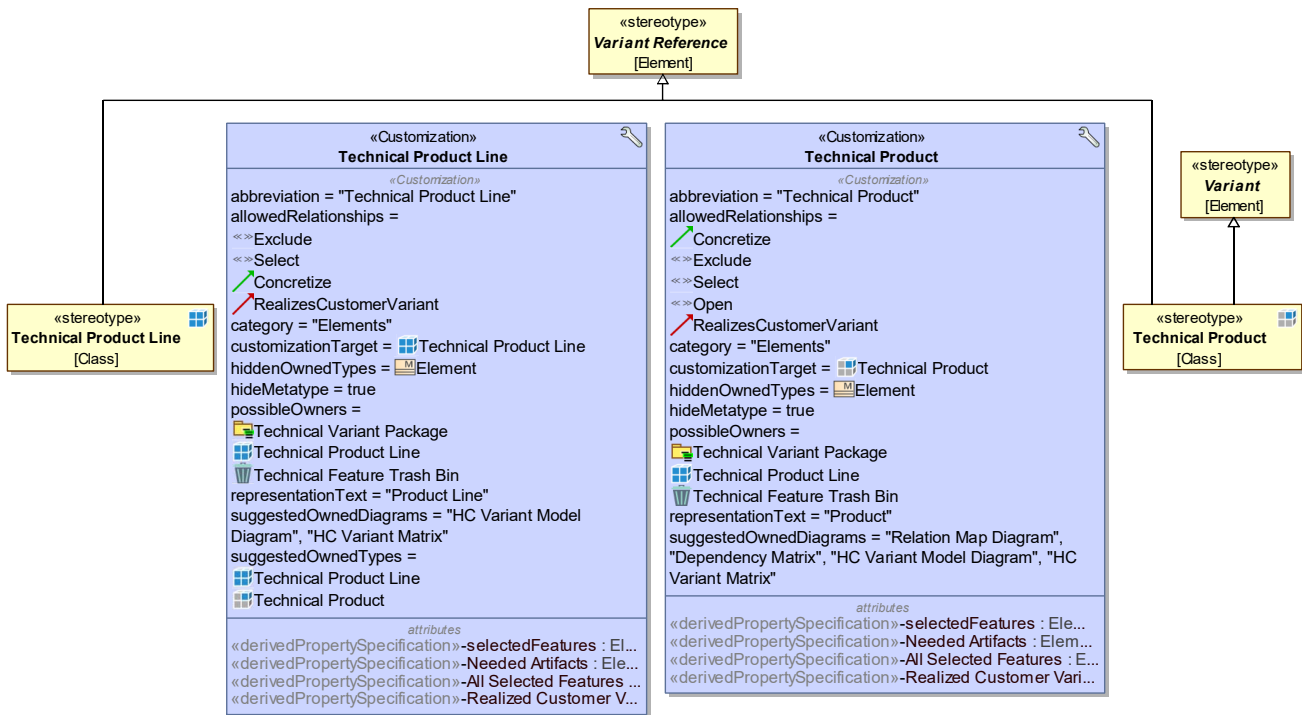 «stereotype»
Variant Reference
[Element]
«Customization»
Technical Product Line
«Customization»
abbreviation = "Technical Product Line"
allowedRelationships =
«»Exclude
«»Select
Concretize
RealizesCustomerVariant
category = "Elements"
customizationTarget = Technical Product Line
hiddenOwnedTypes = M Element
hideMetatype = true
possibleOwners =
Technical Variant Package
Technical Product Line
Technical Feature Trash Bin
representationText = "Product Line"
suggestedOwnedDiagrams = "HC Variant Model
Diagram", "HC Variant Matrix"
suggestedOwnedTypes =
Technical Product Line
Technical Product
attributes
«derivedPropertySpecification»-selectedFeatures : El...
«derivedPropertySpecification»-Needed Artifacts : Ele...
«derivedPropertySpecification»-All Selected Features ...
«derivedPropertySpecification»-Realized Customer V...
«Customization»
Technical Product
«Customization»
abbreviation = "Technical Product"
allowedRelationships =
Concretize
«»Exclude
«»Select
«»Open
RealizesCustomerVariant
category = "Elements"
customizationTarget = Technical Product
hiddenOwnedTypes = M Element
hideMetatype = true
possibleOwners =
Technical Variant Package
Technical Product Line
Technical Feature Trash Bin
representationText = "Product"
suggestedOwnedDiagrams = "Relation Map Diagram",
"Dependency Matrix", "HC Variant Model Diagram", "HC
Variant Matrix"
attributes
«derivedPropertySpecification»-selectedFeatures : Ele...
«derivedPropertySpecification»-Needed Artifacts : Elem...
«derivedPropertySpecification»-All Selected Features : E...
«derivedPropertySpecification»-Realized Customer Vari...
«stereotype»
Variant
[Element]
«stereotype»
Technical Product Line
[Class]
«stereotype»
Technical Product
[Class]